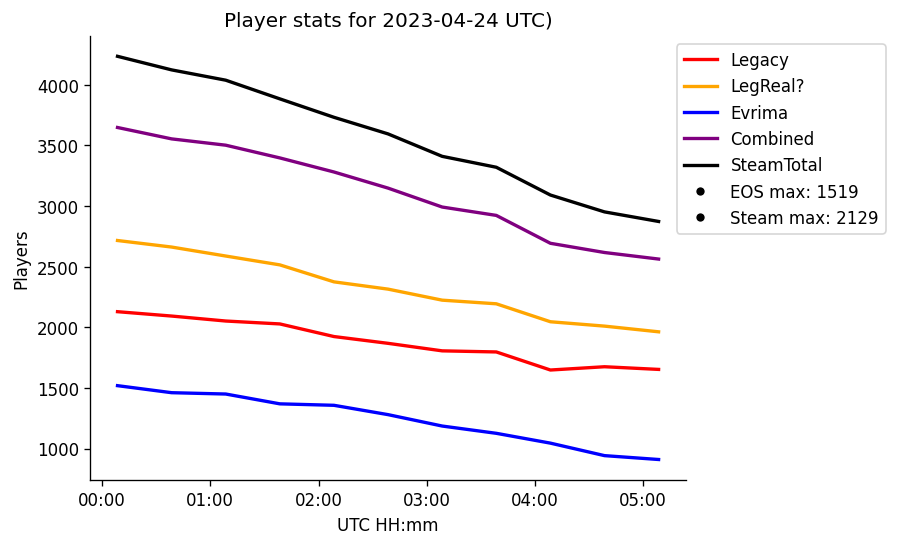 Player stats for 2023-04-24 UTC)
Legacy
LegReal?
Evrima
Combined
SteamTotal
EOS max: 1519
Steam max: 2129
Players
4000
3500
3000
2500
2000
1500
1000
00:00 01:00 02:00 03:00 04:00 05:00
UTC HH:mm